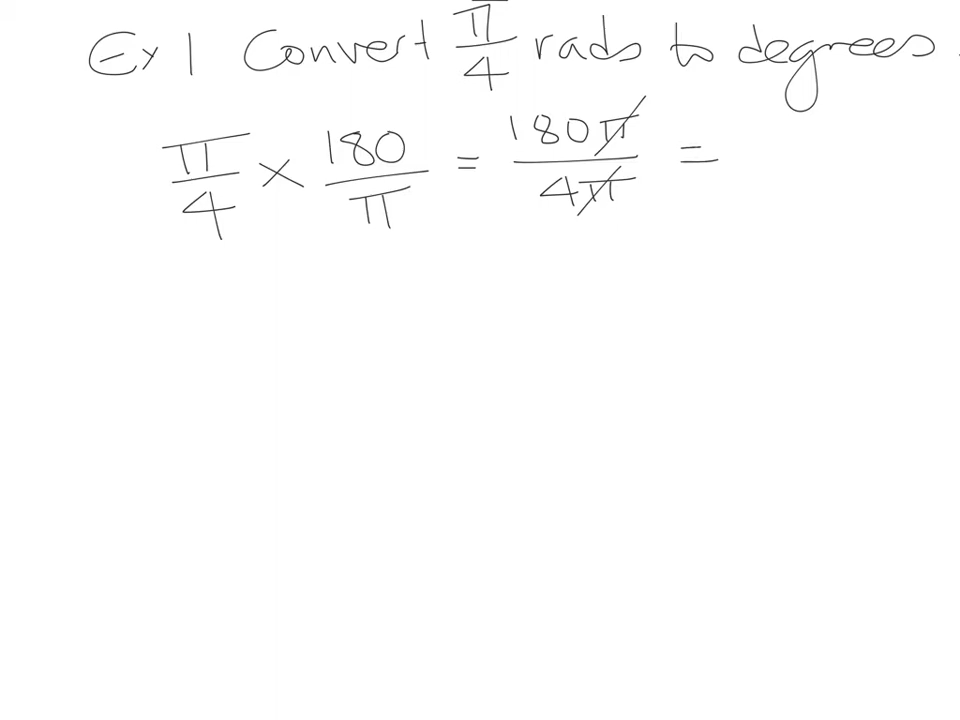 Ex 1 Convert π/4 rads to degrees.
π/4 × 180/π = 180π/4π =